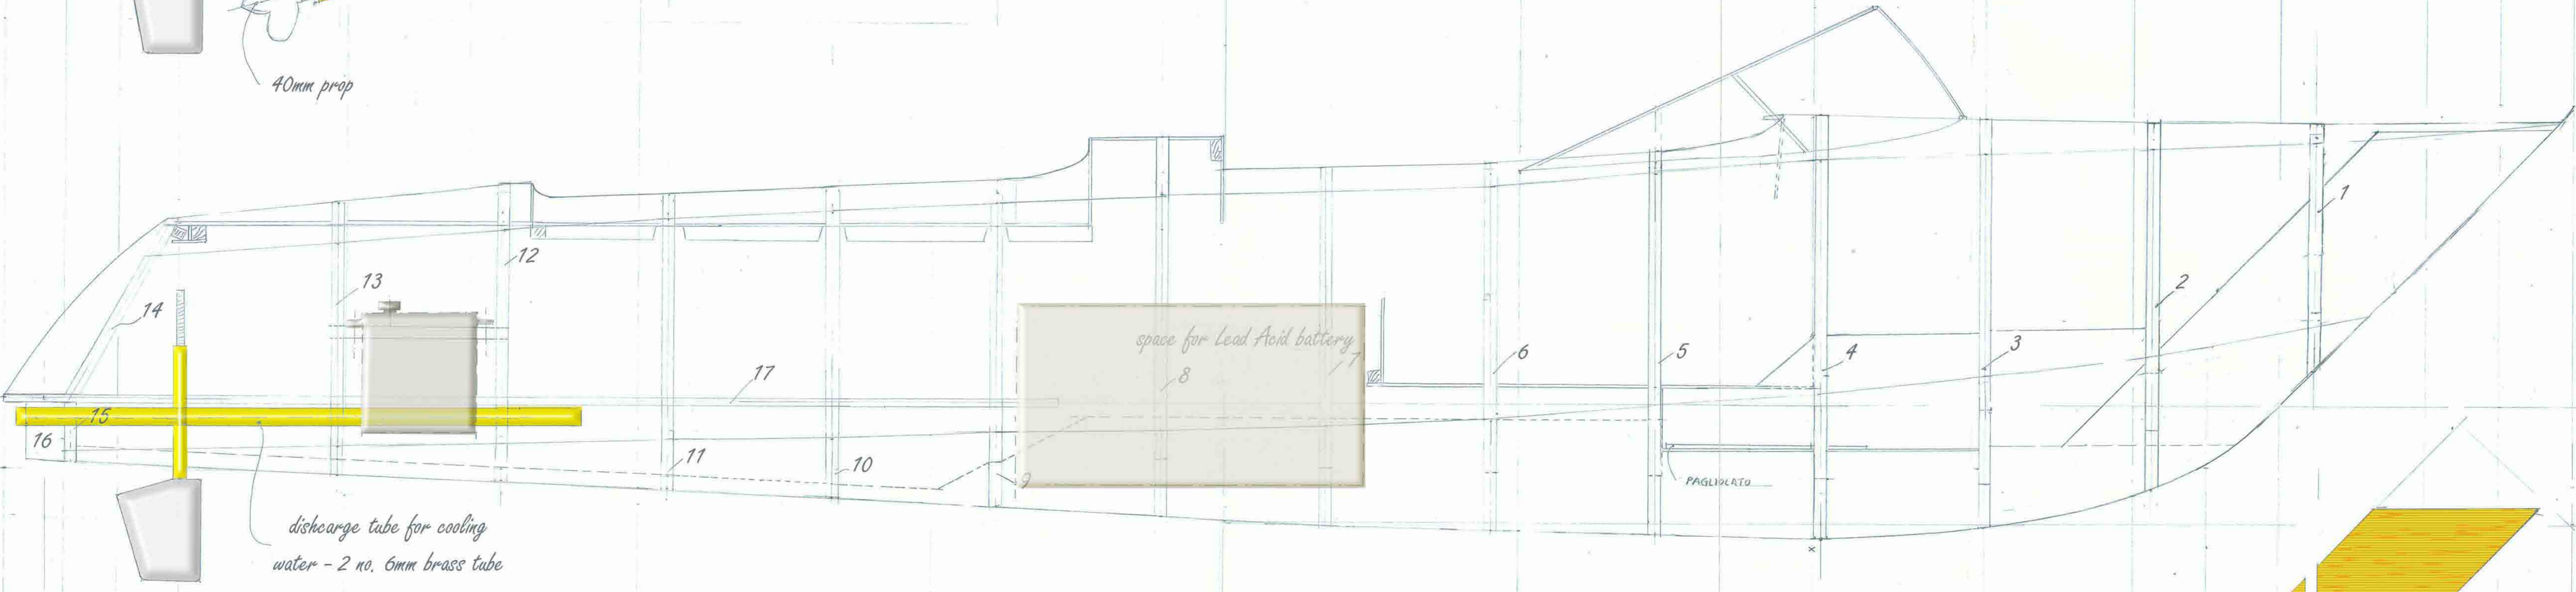 40mm prop
1
12
13
2
14
space for Lead Acid battery
7
6
5
4
3
17
8
15
16
11
10
9
PAGLIOLATO
dishcarge tube for cooling
water - 2 no. 6mm brass tube
x